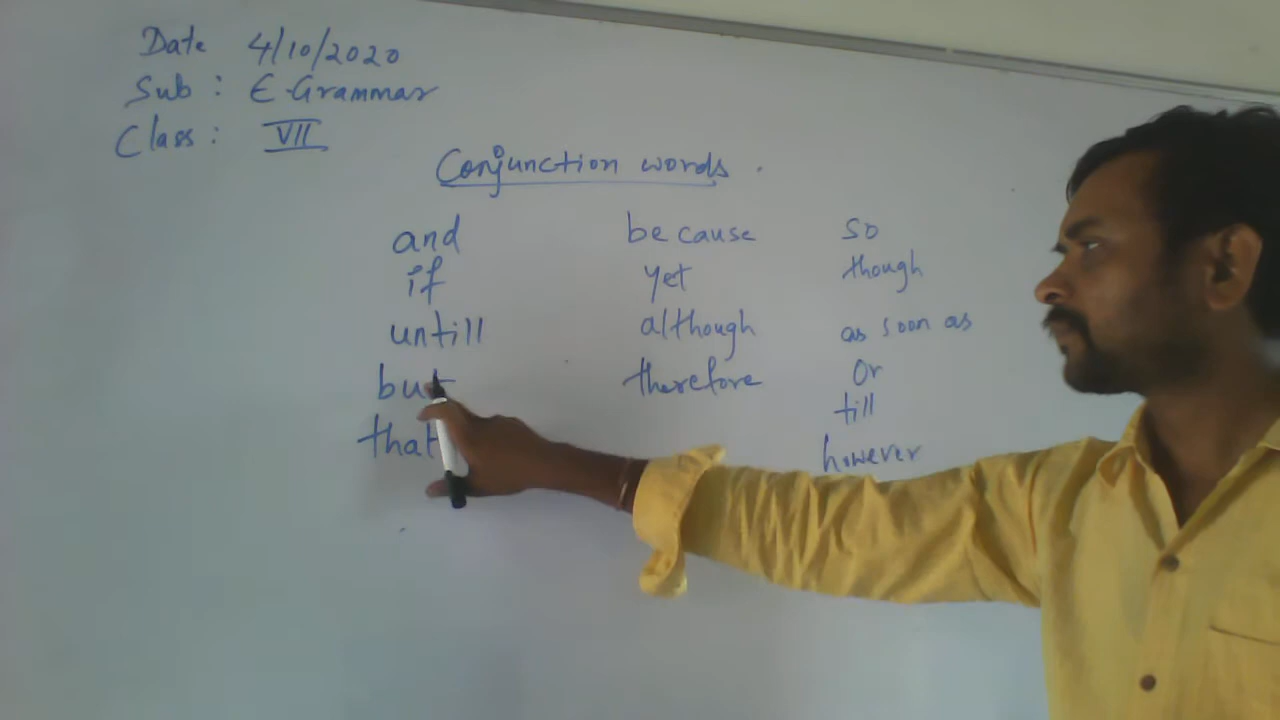 Date 4/10/2020
Sub : E-Grammar
Class : VII
Conjunction words.
and
if
untill
but
that
because
yet
although
therefore
so
though
as soon as
Or
till
however